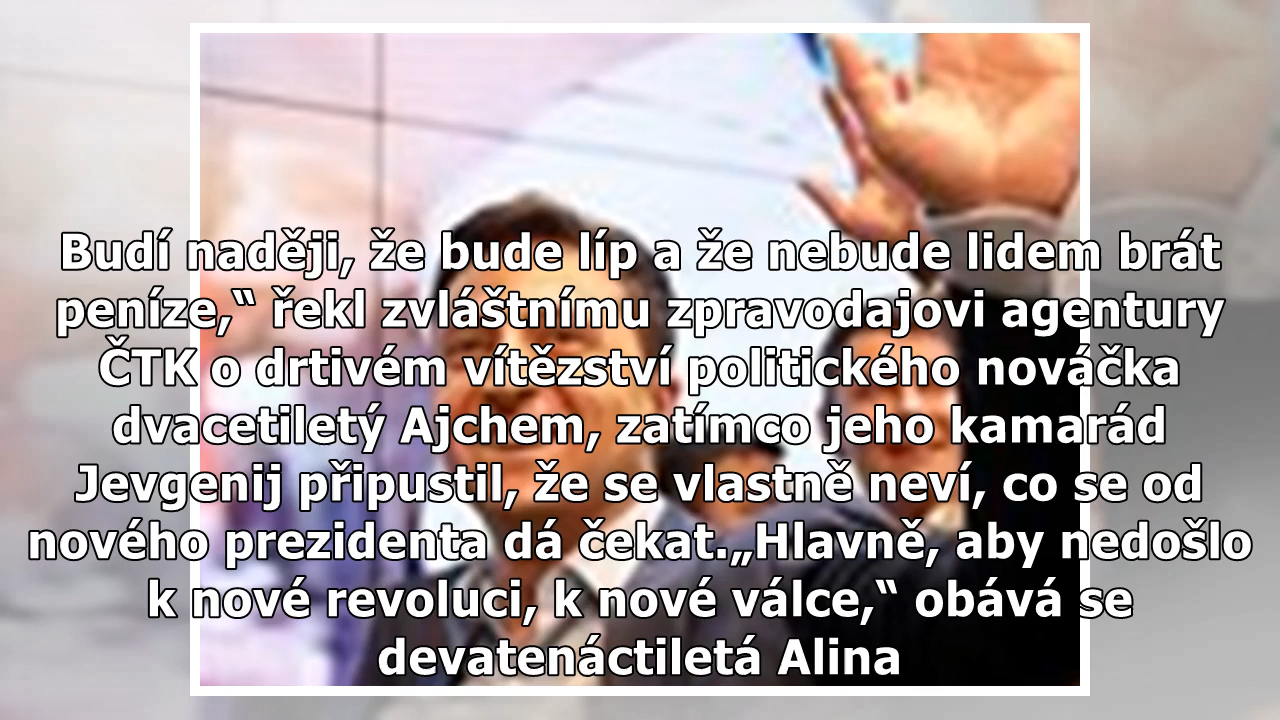 Budí naději, že bude líp a že nebude lidem brát
peníze,“ řekl zvláštnímu zpravodajovi agentury
ČTK o drtivém vítězství politického nováčka
dvacetiletý Ajchem, zatímco jeho kamarád
Jevgenij připustil, že se vlastně neví, co se od
nového prezidenta dá čekat.„Hlavně, aby nedošlo
k nové revoluci, k nové válce,“ obává se
devatenáctiletá Alina